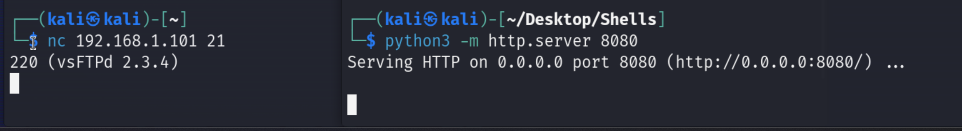 ┌──(kali㉿kali)-[~]
└─$ nc 192.168.1.101 21
220 (vsFTPd 2.3.4)
┌──(kali㉿kali)-[~/Desktop/Shells]
└─$ python3 -m http.server 8080
Serving HTTP on 0.0.0.0 port 8080 (http://0.0.0.0:8080/) ...